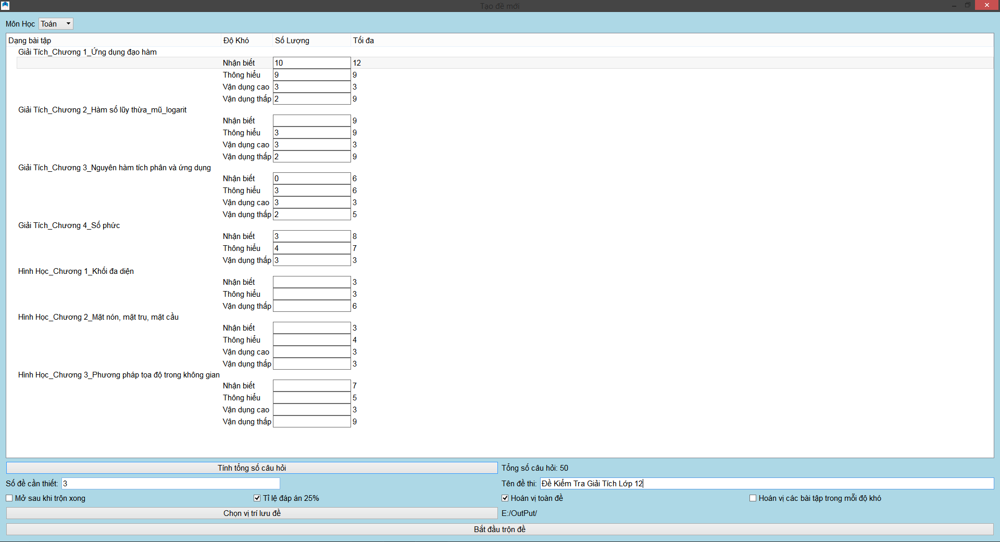 Tạo đề mới
Môn Học Toán
Dạng bài tập Độ Khó Số Lượng Tối đa
Giải Tích_Chương 1_Ứng dụng đạo hàm
Nhận biết 10 12
Thông hiểu 9 9
Vận dụng cao 3 3
Vận dụng thấp 2 9
Giải Tích_Chương 2_Hàm số lũy thừa_mũ_logarit
Nhận biết 9
Thông hiểu 3 9
Vận dụng cao 3 3
Vận dụng thấp 2 9
Giải Tích_Chương 3_Nguyên hàm tích phân và ứng dụng
Nhận biết 0 6
Thông hiểu 3 6
Vận dụng cao 3 3
Vận dụng thấp 2 5
Giải Tích_Chương 4_Số phức
Nhận biết 3 8
Thông hiểu 4 7
Vận dụng thấp 3 3
Hình Học_Chương 1_Khối đa diện
Nhận biết 3
Thông hiểu 3
Vận dụng thấp 6
Hình Học_Chương 2_Mặt nón, mặt trụ, mặt cầu
Nhận biết 3
Thông hiểu 4
Vận dụng cao 3
Vận dụng thấp 3
Hình Học_Chương 3_Phương pháp tọa độ trong không gian
Nhận biết 7
Thông hiểu 5
Vận dụng cao 3
Vận dụng thấp 9
Tính tổng số câu hỏi Tổng số câu hỏi: 50
Số đề cần thiết: 3 Tên đề thi: Đề Kiểm Tra Giải Tích Lớp 12
Mở sau khi trộn xong Tỉ lệ đáp án 25% Hoán vị toàn đề Hoán vị các bài tập trong mỗi độ khó
Chọn vị trí lưu đề E:/OutPut/
Bắt đầu trộn đề